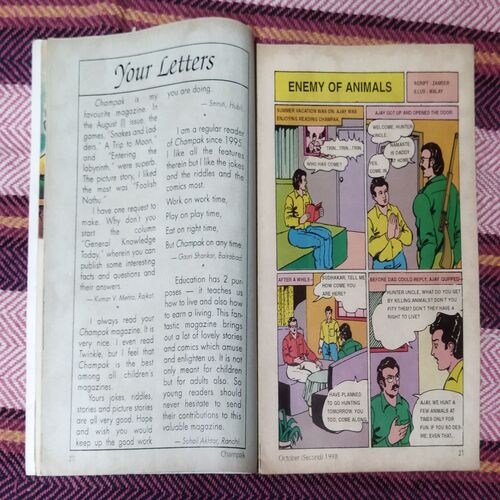 Your Letters
Champak is my
favourite magazine. In
the August II issue, the
games, "Snakes and Lad-
ders," A Trip to Moon,"
and "Entering the
labyrinth," were superb.
The picture story, I liked
the most was "Foolish
Nathu."
I have one request
to make. Why don't you
start the column
"General Knowledge
Today," wherein you can
publish some interesting
facts and questions and
their answers.
— Kumar V. Mehta, Rajkot.
I always read your
Champak magazine. It is
very nice. I even read
Twinkle, but I feel that
Champak is the best
among all children's
magazines.
Yours jokes, riddles,
stories and picture stories
are all very good. Hope
and wish you would
keep up the good work
you are doing.
— Smruti, Hubli.
I am a regular reader
of Champak since 1995.
I like all the features
therein but I like the jokes
and the riddles and the
comics most.
Work on work time,
Play on play time,
Eat on right time,
But Champak on any time.
— Gauri Shankar, Bokrobad.
Education has 2 pur-
poses — it teaches us
how to live and also how
to earn a living. This fan-
tastic magazine brings
out a lot of lovely stories
and comics which amuse
and enlighten us. It is not
only meant for children
but for adults also. So
young readers should
never hesitate to send
their contributions to this
valuable magazine.
— Sohail Akhtar, Ranchi.
20
Champak
ENEMY OF ANIMALS
SCRIPT : ZAHEER
ILLUS : MALAY
SUMMER VACATION WAS ON. AJAY WAS
ENJOYING READING CHAMPAK.
TRRN...TRRN...TRRN
WHO HAS COME?
AJAY GOT UP AND OPENED THE DOOR.
WELCOME, HUNTER
UNCLE.
NAMASTE.
IS DADDY
AT HOME?
YES.
COME IN.
AFTER A WHILE—
SUDHAKAR, TELL ME,
HOW COME YOU
ARE HERE?
I HAVE PLANNED
TO GO HUNTING
TOMORROW. YOU
TOO, COME ALONG.
BEFORE DAD COULD REPLY, AJAY QUIPPED—
HUNTER UNCLE, WHAT DO YOU GET
BY KILLING ANIMALS? DON'T YOU
PITY THEM? DON'T THEY HAVE A
RIGHT TO LIVE?
AJAY, WE HUNT A
FEW ANIMALS AT
TIMES ONLY FOR
FUN. IF YOU SO DES-
IRE, EVEN THAT..
October (Second) 1998
21